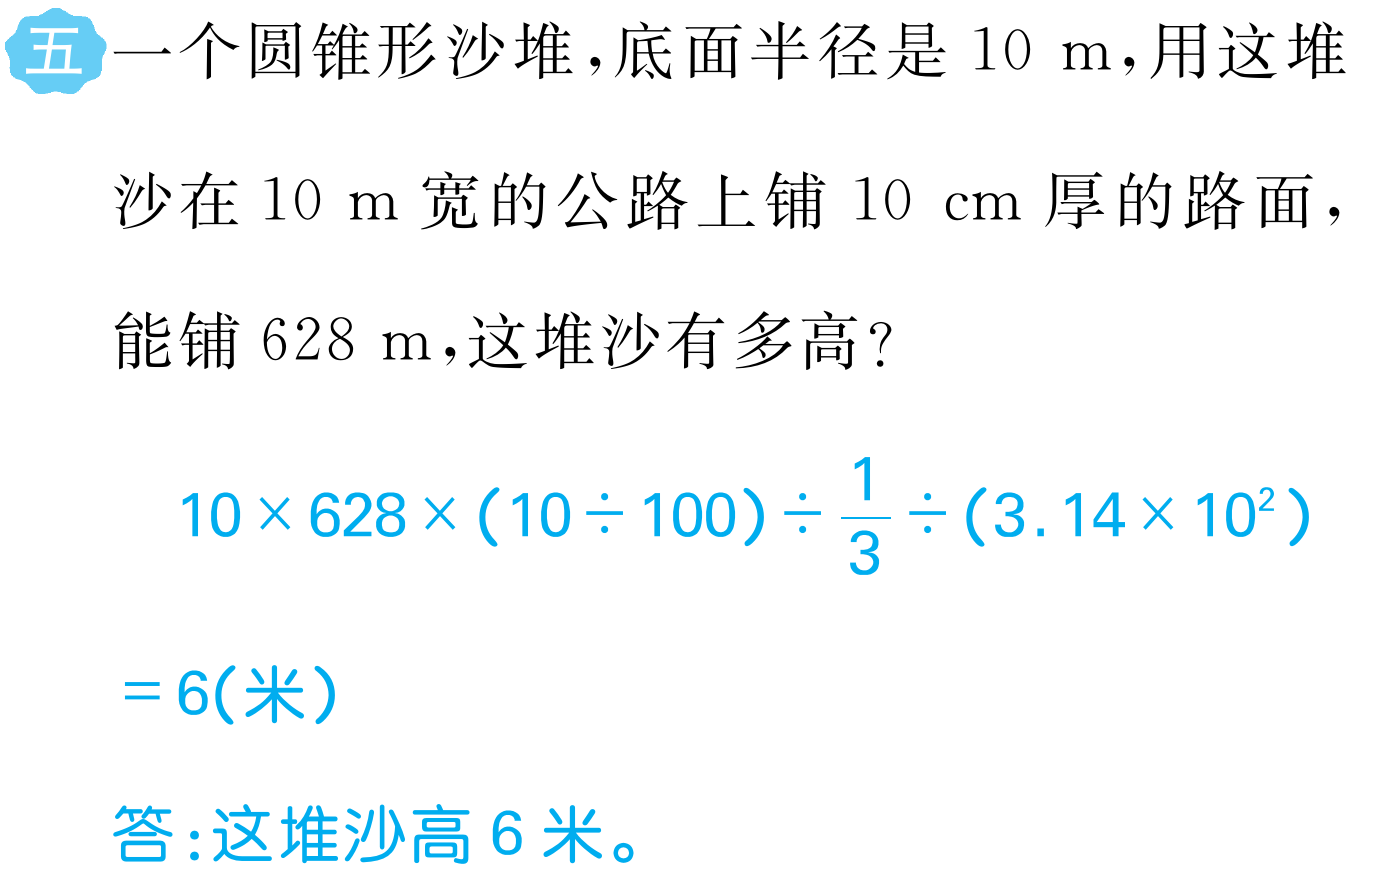 五 一个圆锥形沙堆,底面半径是 10 m,用这堆
沙在 10 m 宽的公路上铺 10 cm 厚的路面,
能铺 628 m,这堆沙有多高?
10×628×(10÷100)÷\frac{1}{3}÷(3.14×10²)
=6(米)
答:这堆沙高 6 米。